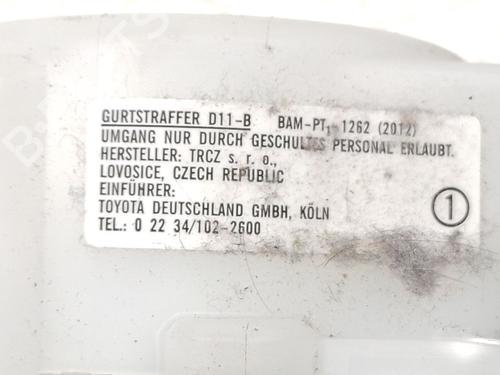 GURTSTRAFFER D11-B BAM-PT₁ 1262 (2012)
UMGANG NUR DURCH GESCHULTES PERSONAL ERLAUBT.
HERSTELLER: TRCZ s. r. o.,
LOVOSICE, CZECH REPUBLIC
EINFÜHRER:
TOYOTA DEUTSCHLAND GMBH, KÖLN
TEL.: 0 22 34/102-2600
1